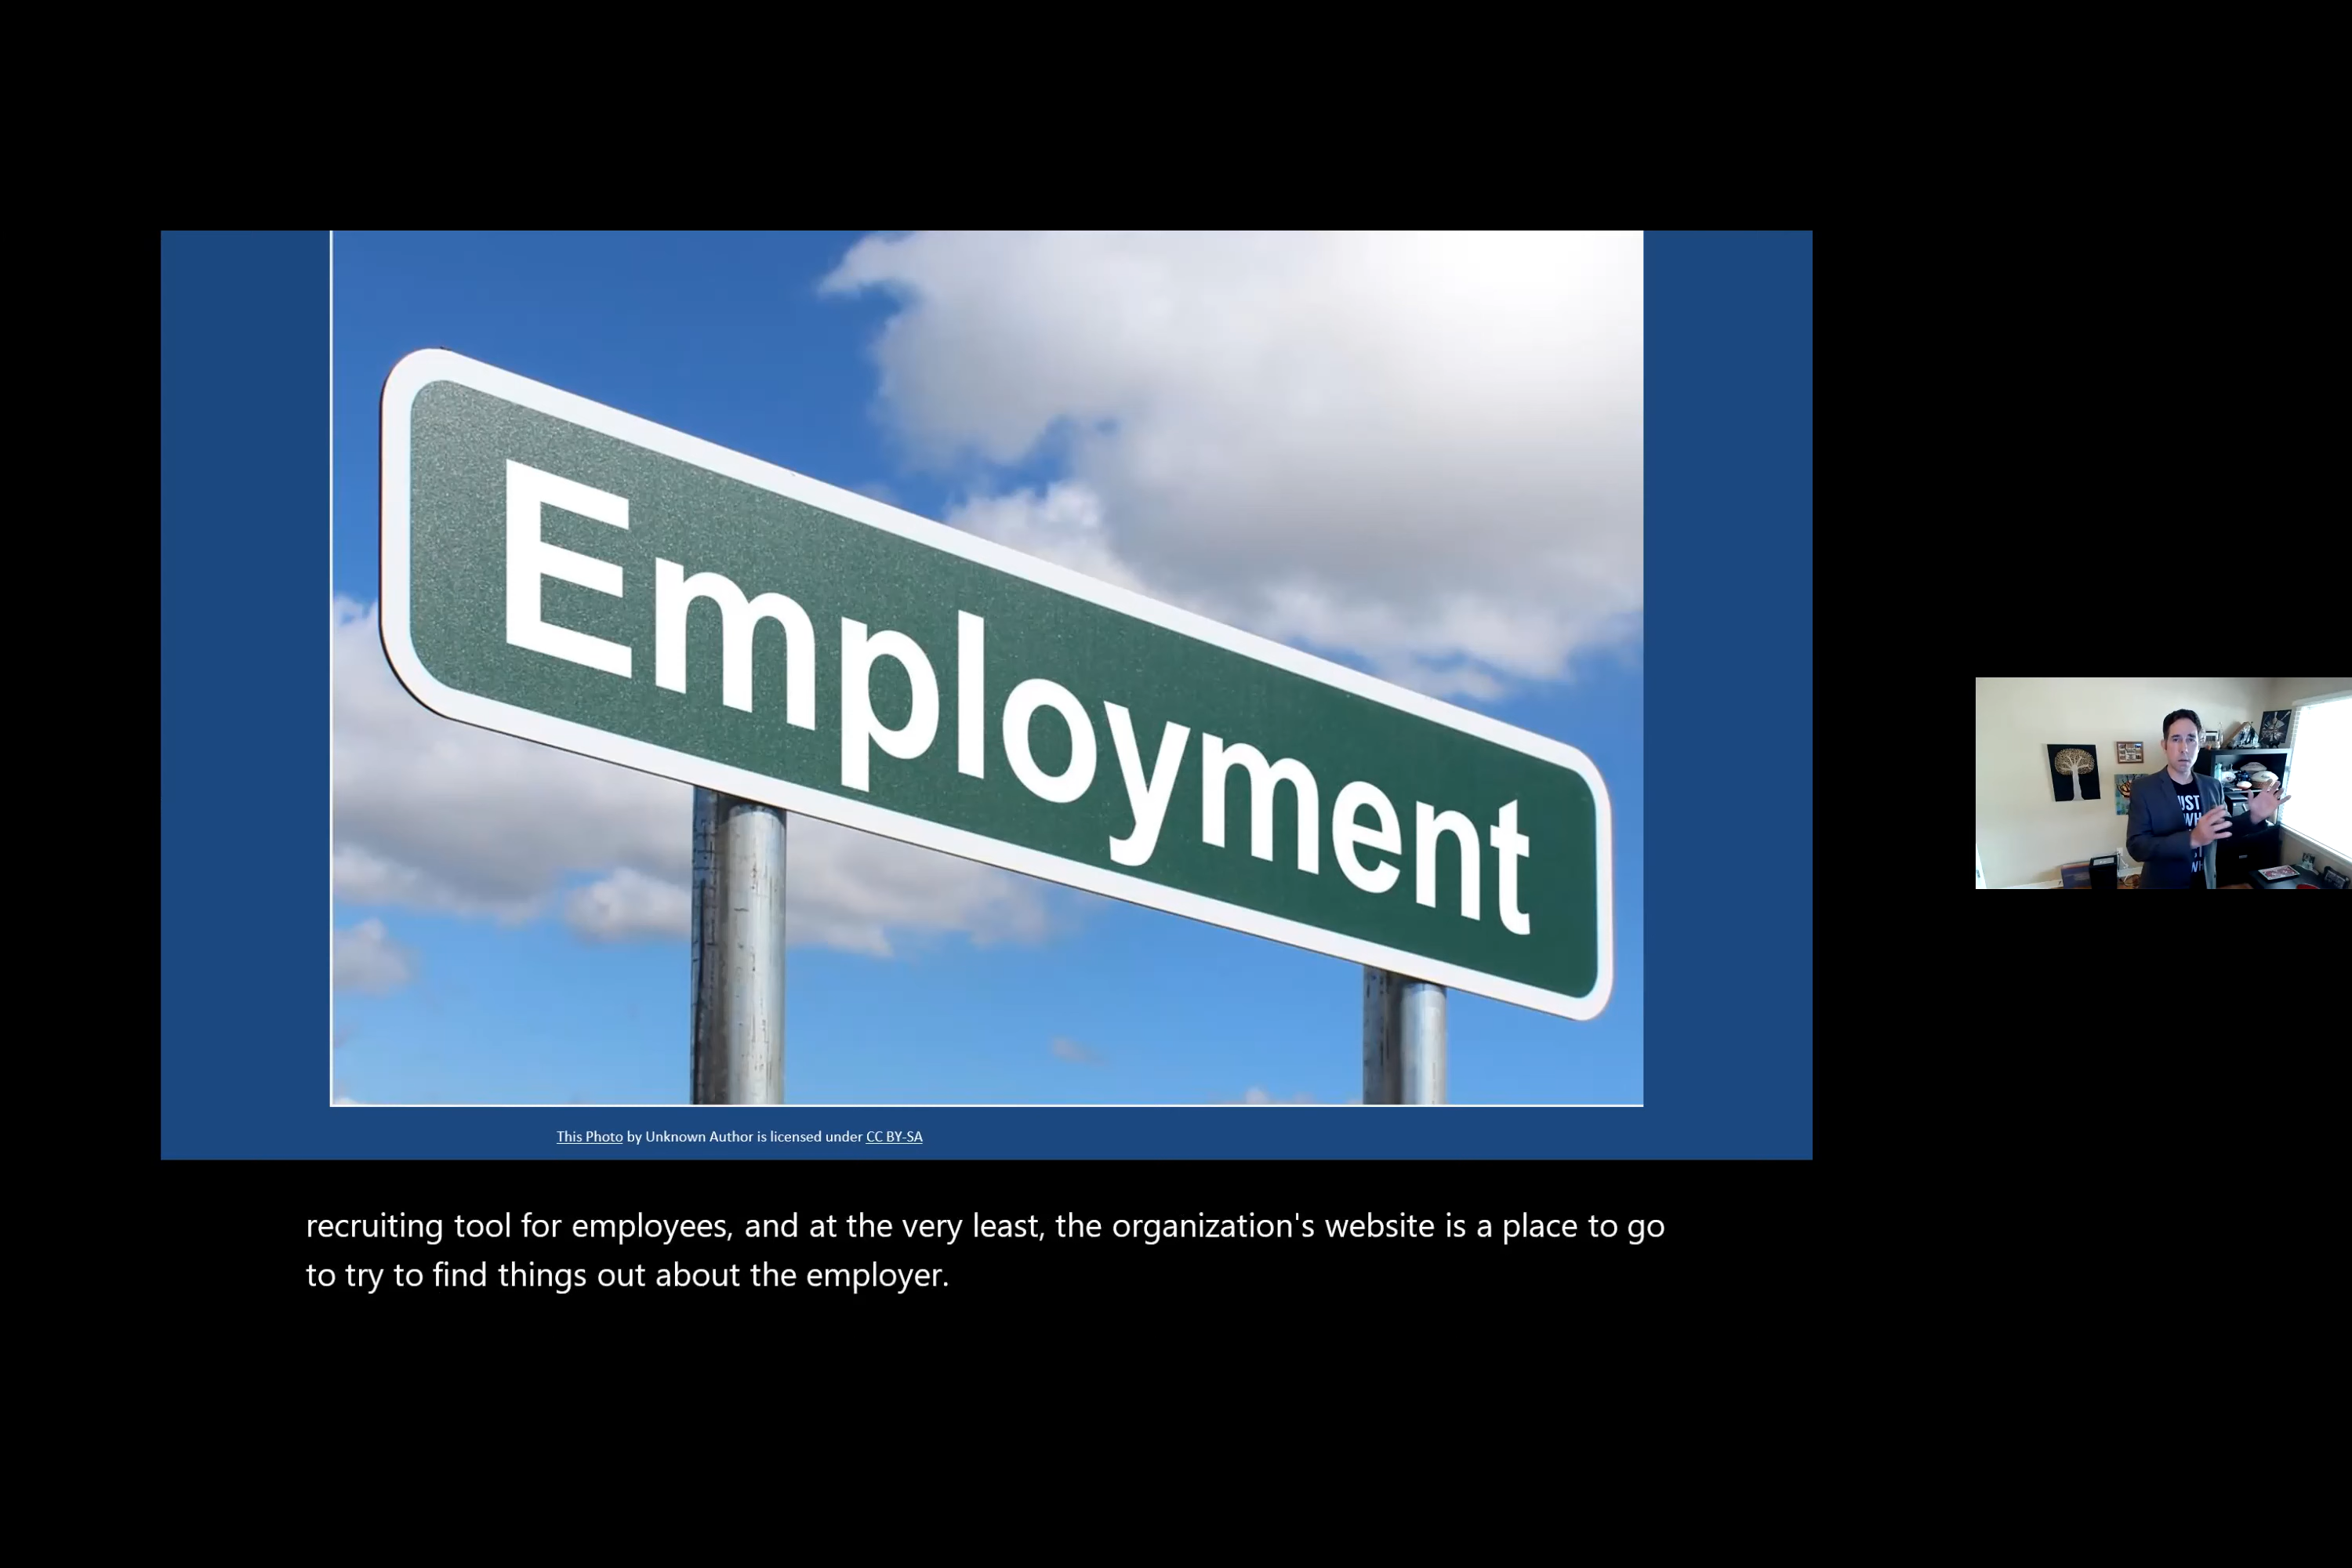 Employment
This Photo by Unknown Author is licensed under CC BY-SA
recruiting tool for employees, and at the very least, the organization's website is a place to go
to try to find things out about the employer.